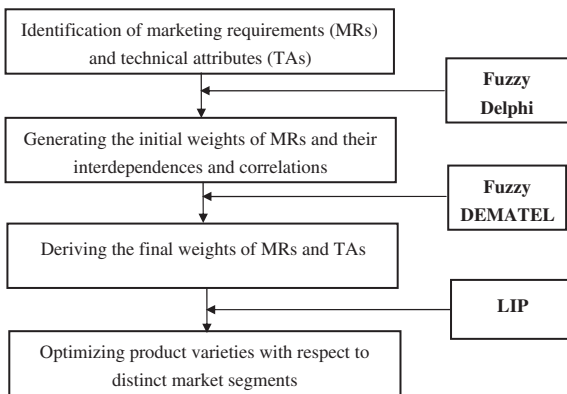 Identification of marketing requirements (MRs)
and technical attributes (TAs)
Fuzzy
Delphi
Generating the initial weights of MRs and their
interdependences and correlations
Fuzzy
DEMATEL
Deriving the final weights of MRs and TAs
LIP
Optimizing product varieties with respect to
distinct market segments